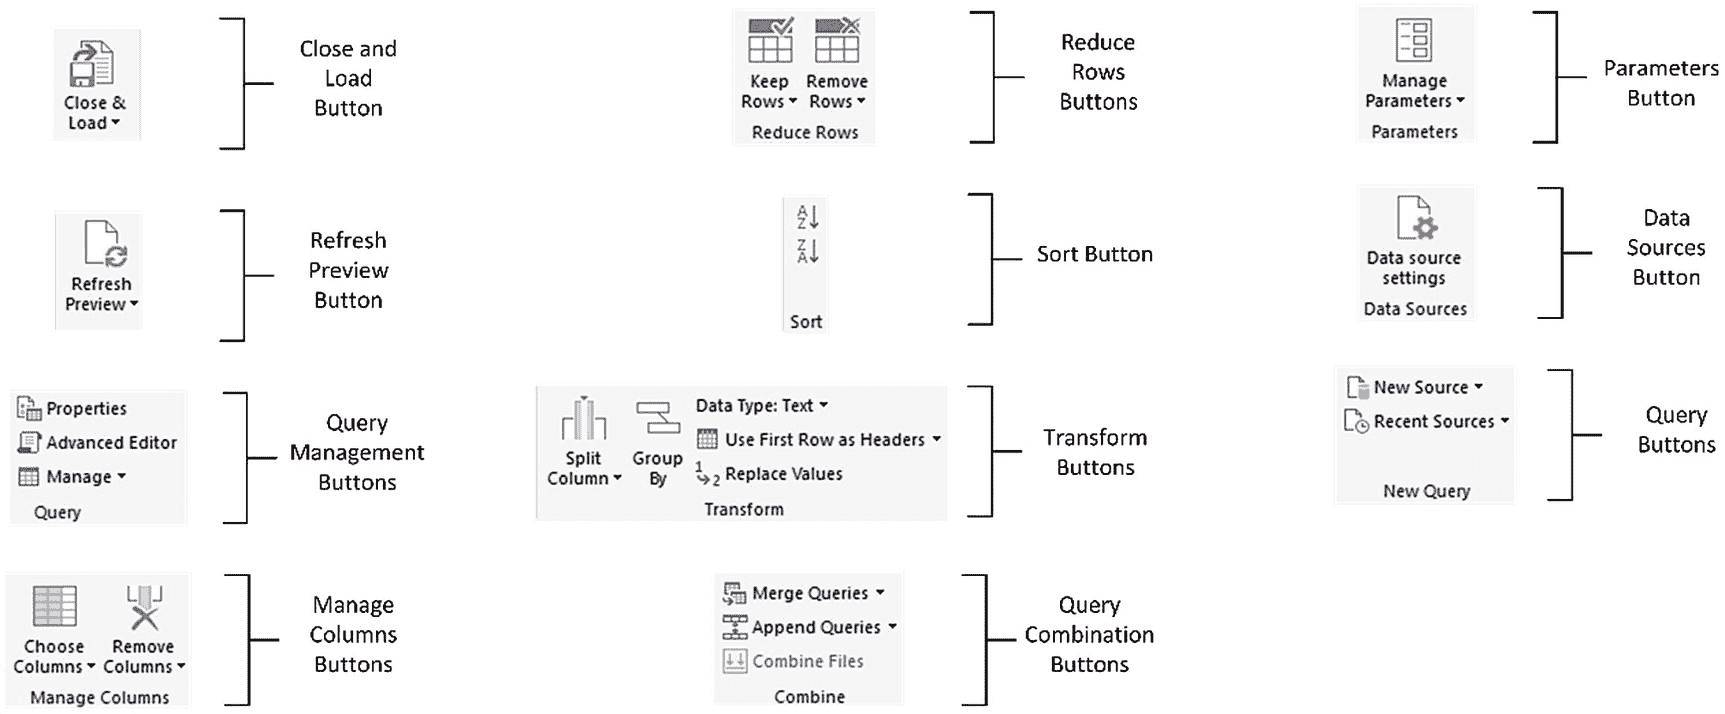 Close &
Load
Close and
Load
Button
Refresh
Preview
Refresh
Preview
Button
Properties
Advanced Editor
Manage
Query
Query
Management
Buttons
Choose
Columns
Remove
Columns
Manage Columns
Manage
Columns
Buttons
Keep
Rows
Remove
Rows
Reduce Rows
Reduce
Rows
Buttons
A
Z
Z
A
Sort
Sort Button
Split
Column
Group
By
Data Type: Text
Use First Row as Headers
1
2 Replace Values
Transform
Transform
Buttons
Merge Queries
Append Queries
Combine Files
Combine
Query
Combination
Buttons
Manage
Parameters
Parameters
Parameters
Button
Data source
settings
Data Sources
Data
Sources
Button
New Source
Recent Sources
New Query
Query
Buttons